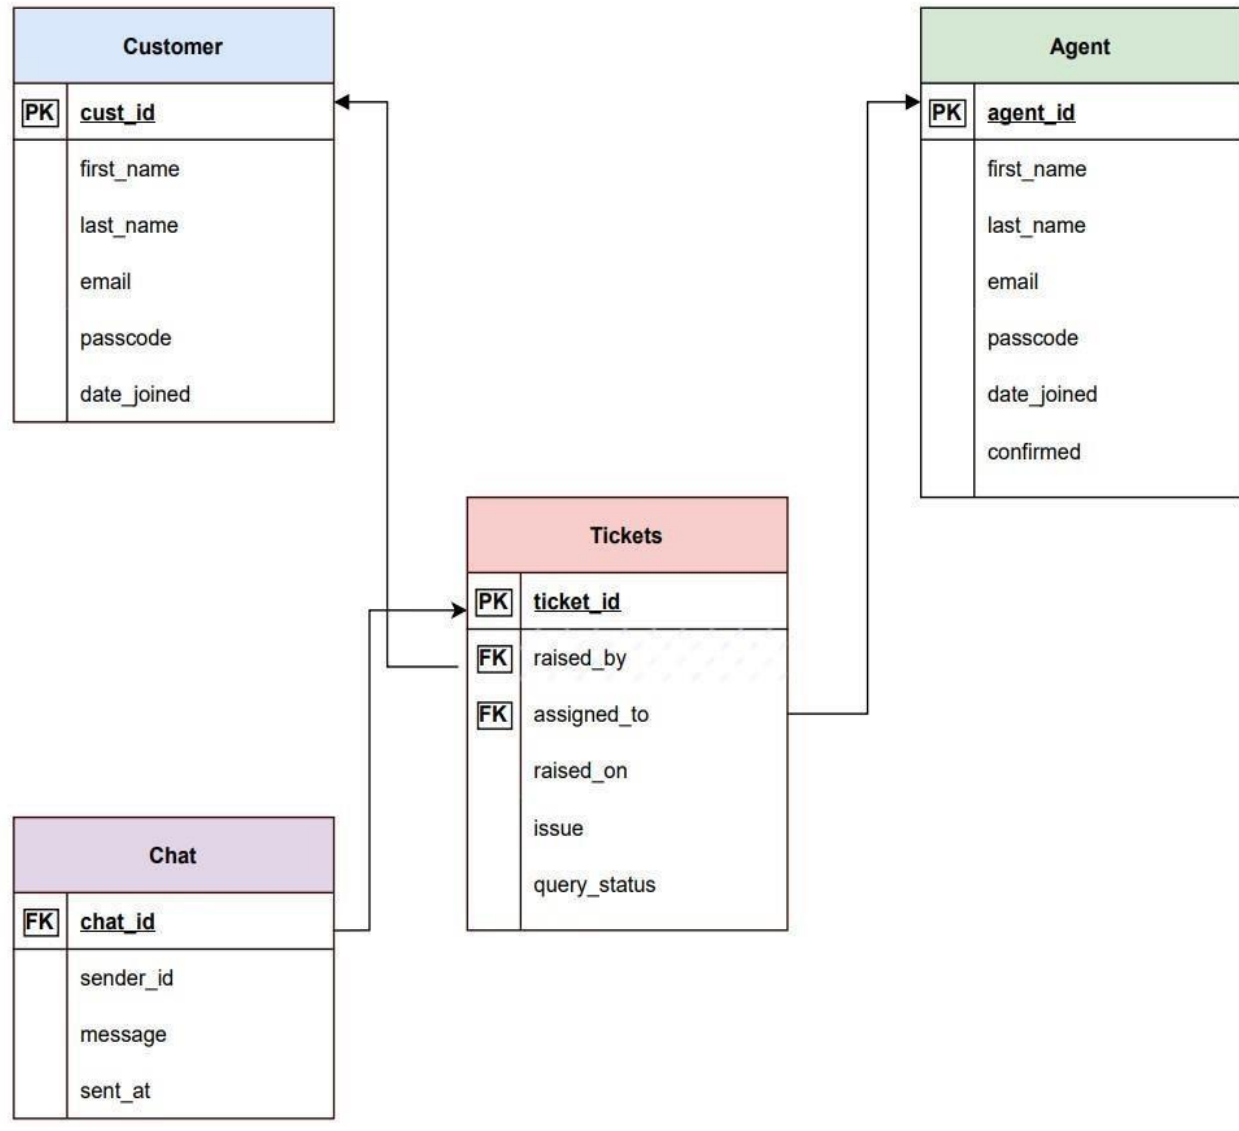 Customer
PK cust_id
first_name
last_name
email
passcode
date_joined
Agent
PK agent_id
first_name
last_name
email
passcode
date_joined
confirmed
Tickets
PK ticket_id
FK raised_by
FK assigned_to
raised_on
issue
query_status
Chat
FK chat_id
sender_id
message
sent_at